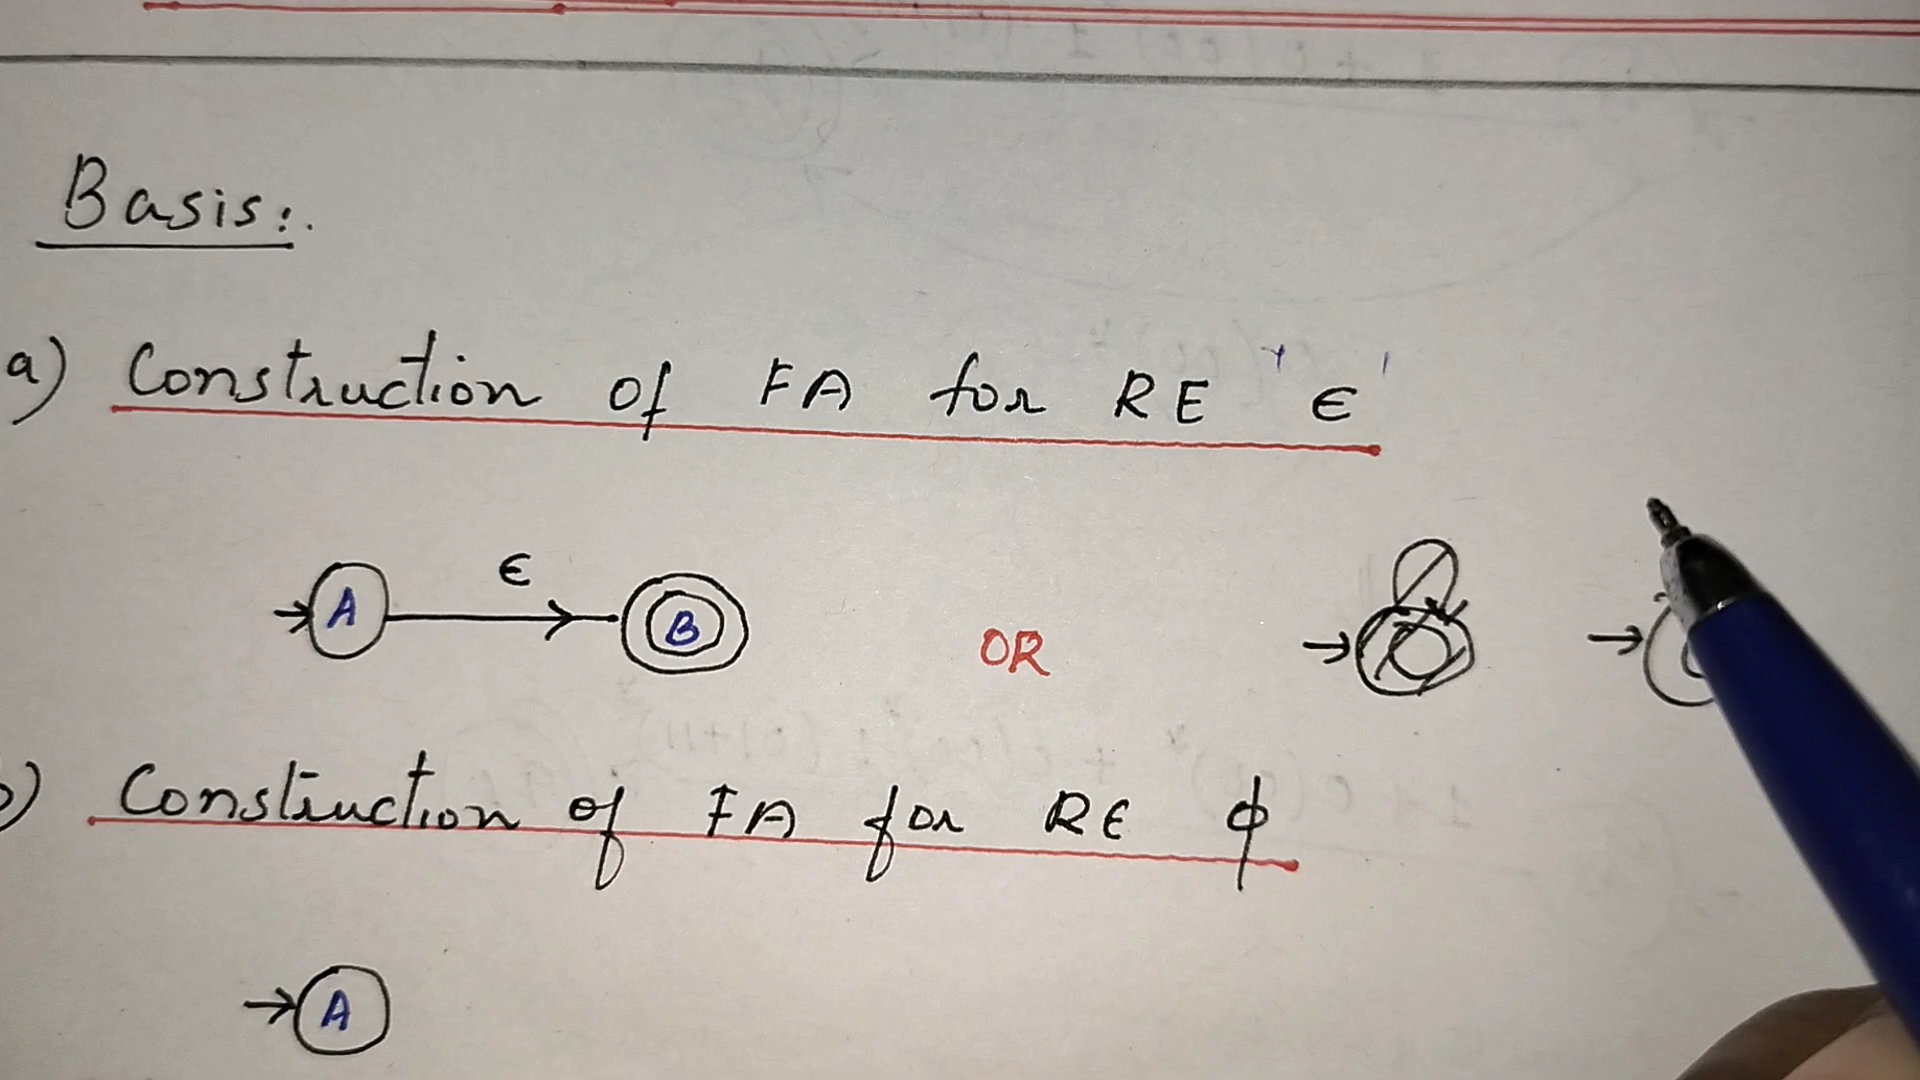 Basis:.
a) Construction of FA for RE 'ϵ'
A ϵ B OR
b) Construction of FA for RE ϕ
A